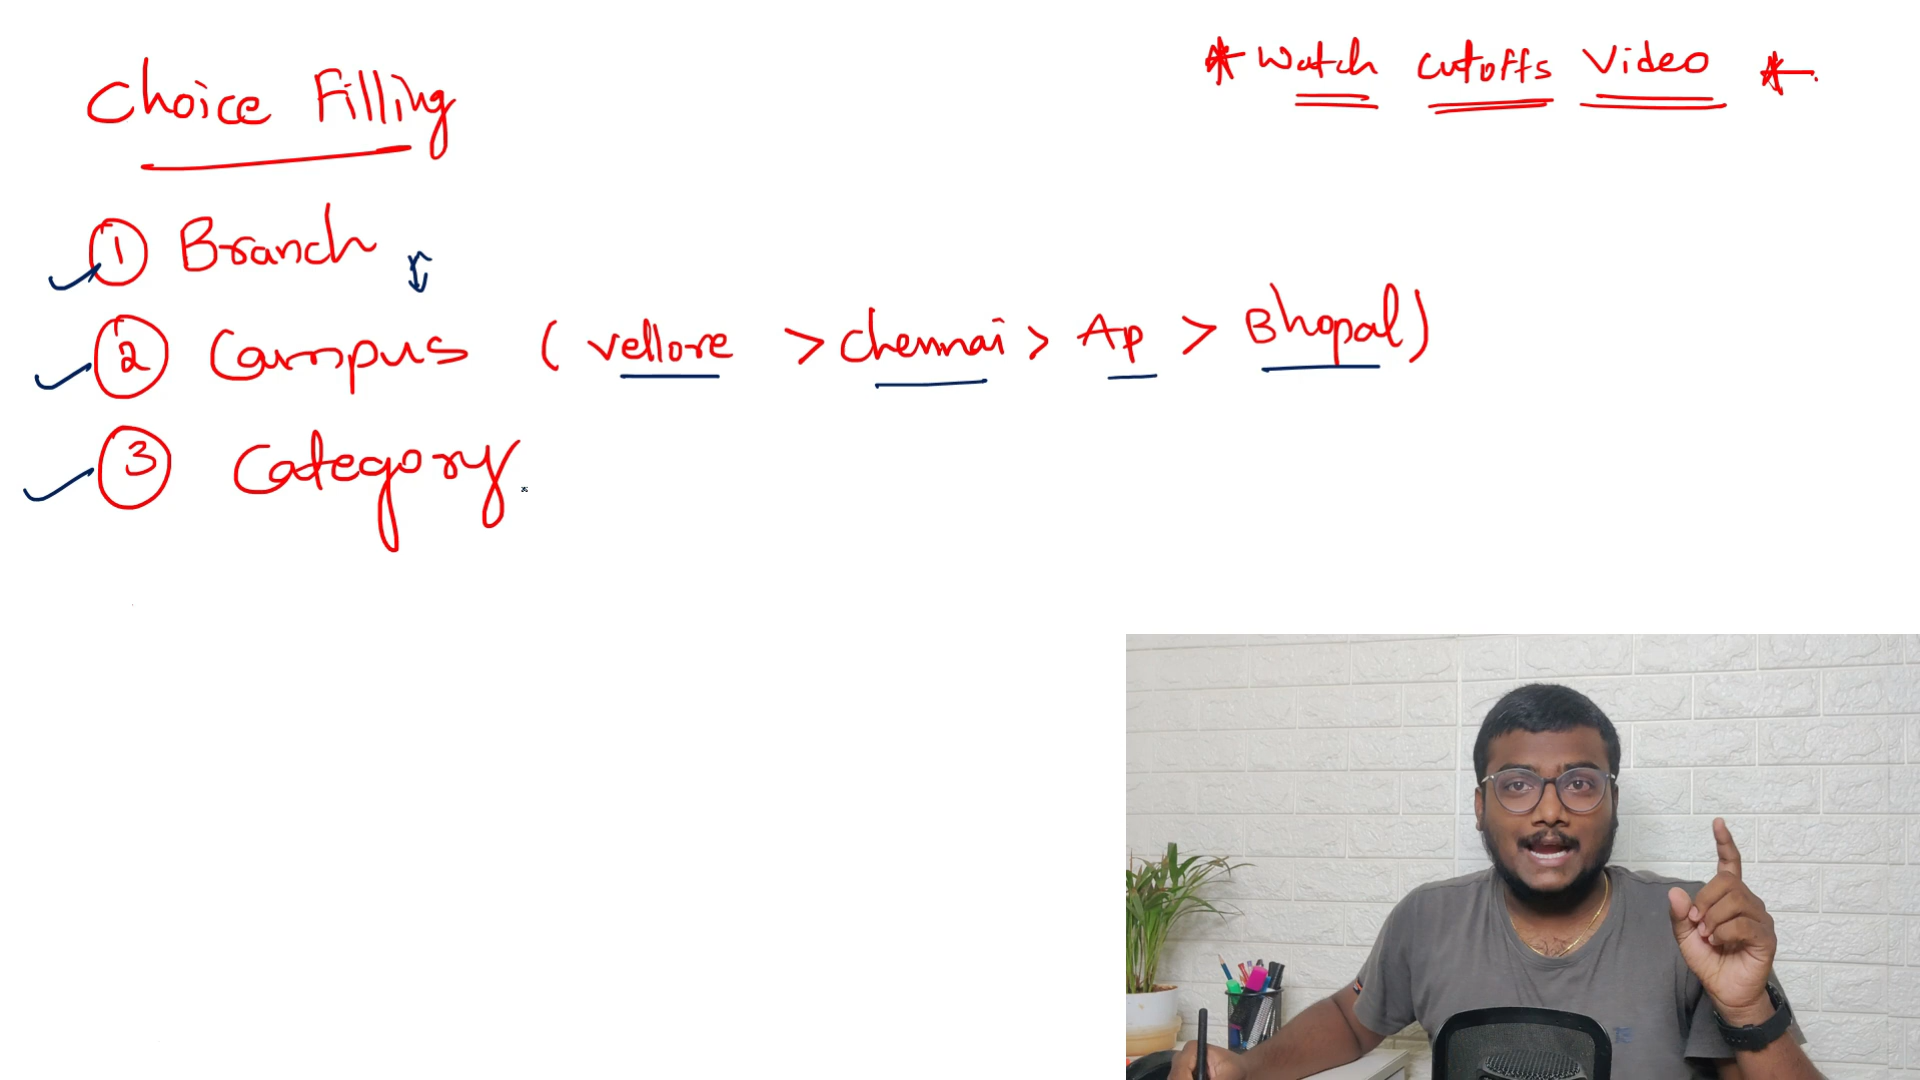 Choice Filling
* Watch cutoffs Video *
① Branch
② Campus (vellore > chennai > Ap > Bhopal)
③ Category